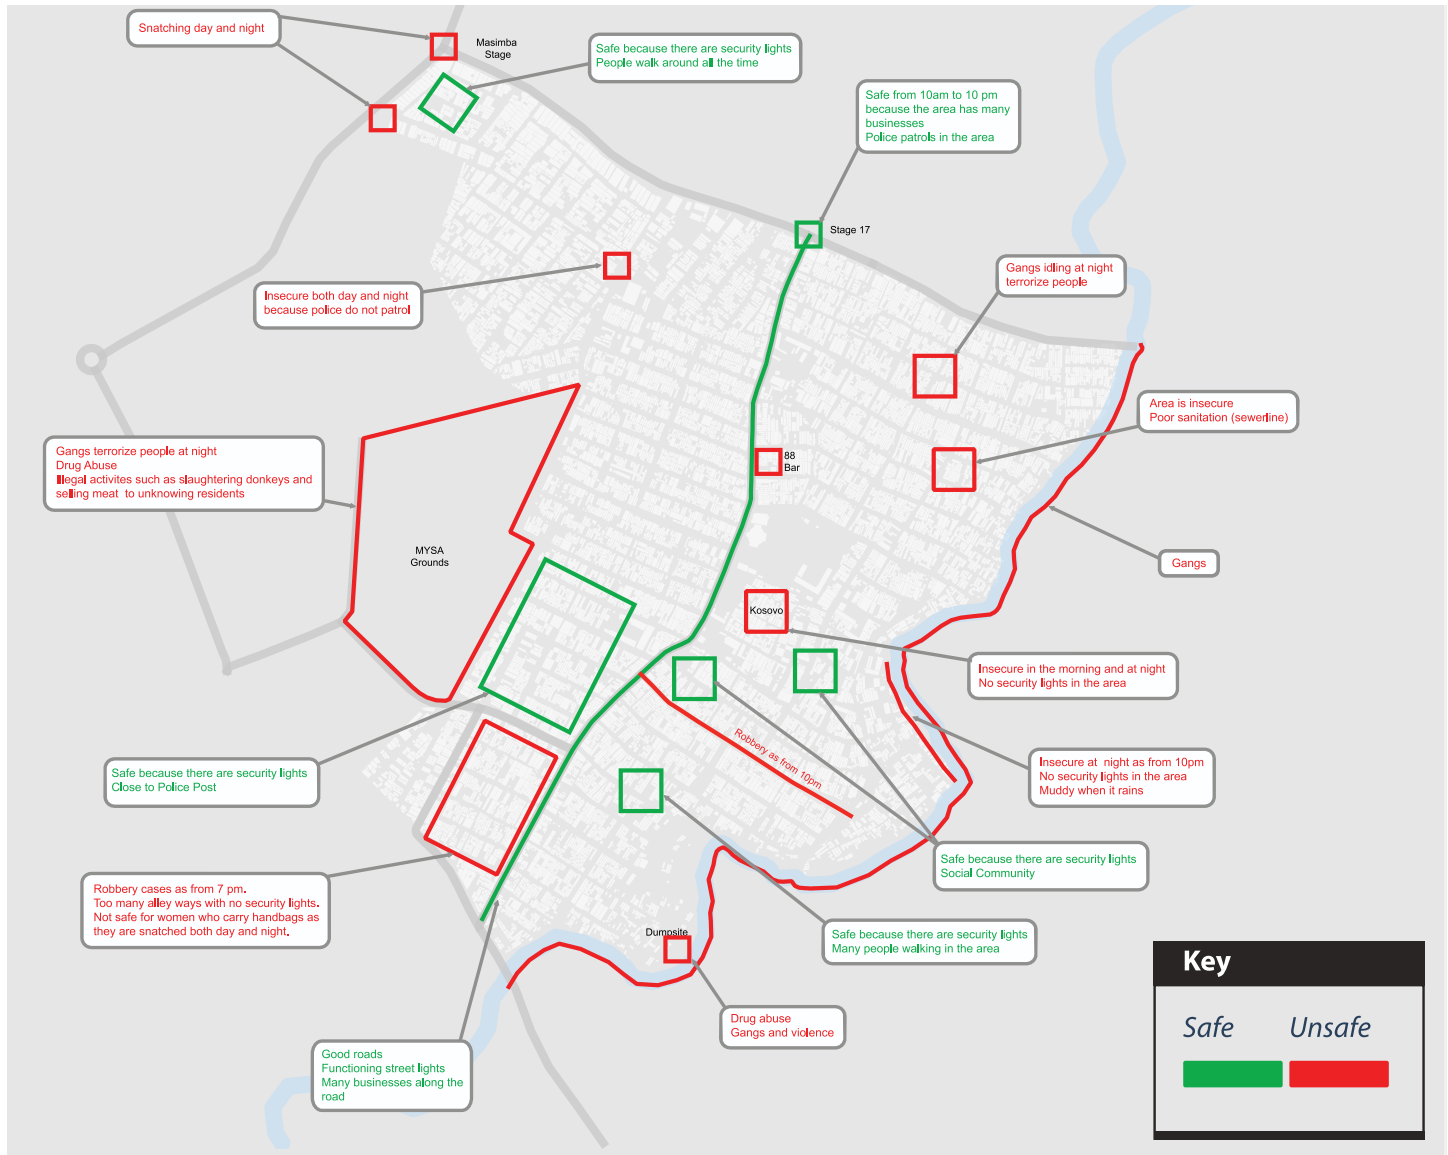 Snatching day and night
Masimba
Stage
Safe because there are security lights
People walk around all the time
Safe from 10am to 10 pm
because the area has many
businesses
Police patrols in the area
Stage 17
Gangs idling at night
terrorize people
Insecure both day and night
because police do not patrol
Area is insecure
Poor sanitation (sewerline)
Gangs terrorize people at night
Drug Abuse
Illegal activites such as slaughtering donkeys and
selling meat to unknowing residents
88
Bar
MYSA
Grounds
Gangs
Kosovo
Insecure in the morning and at night
No security lights in the area
Robbery as from 10pm
Insecure at night as from 10pm
No security lights in the area
Muddy when it rains
Safe because there are security lights
Close to Police Post
Safe because there are security lights
Social Community
Robbery cases as from 7 pm.
Too many alley ways with no security lights.
Not safe for women who carry handbags as
they are snatched both day and night.
Dumpsite
Safe because there are security lights
Many people walking in the area
Drug abuse
Gangs and violence
Good roads
Functioning street lights
Many businesses along the
road
Key
Safe Unsafe